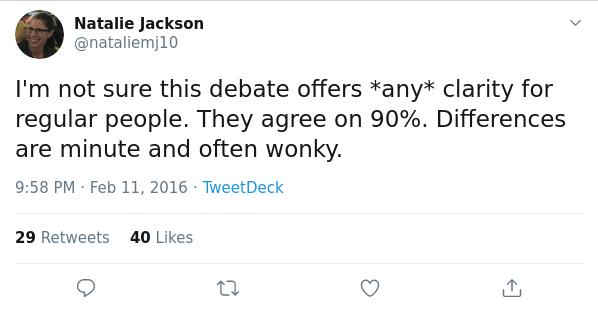 Natalie Jackson
@nataliemj10
I'm not sure this debate offers *any* clarity for
regular people. They agree on 90%. Differences
are minute and often wonky.
9:58 PM · Feb 11, 2016 · TweetDeck
29 Retweets 40 Likes